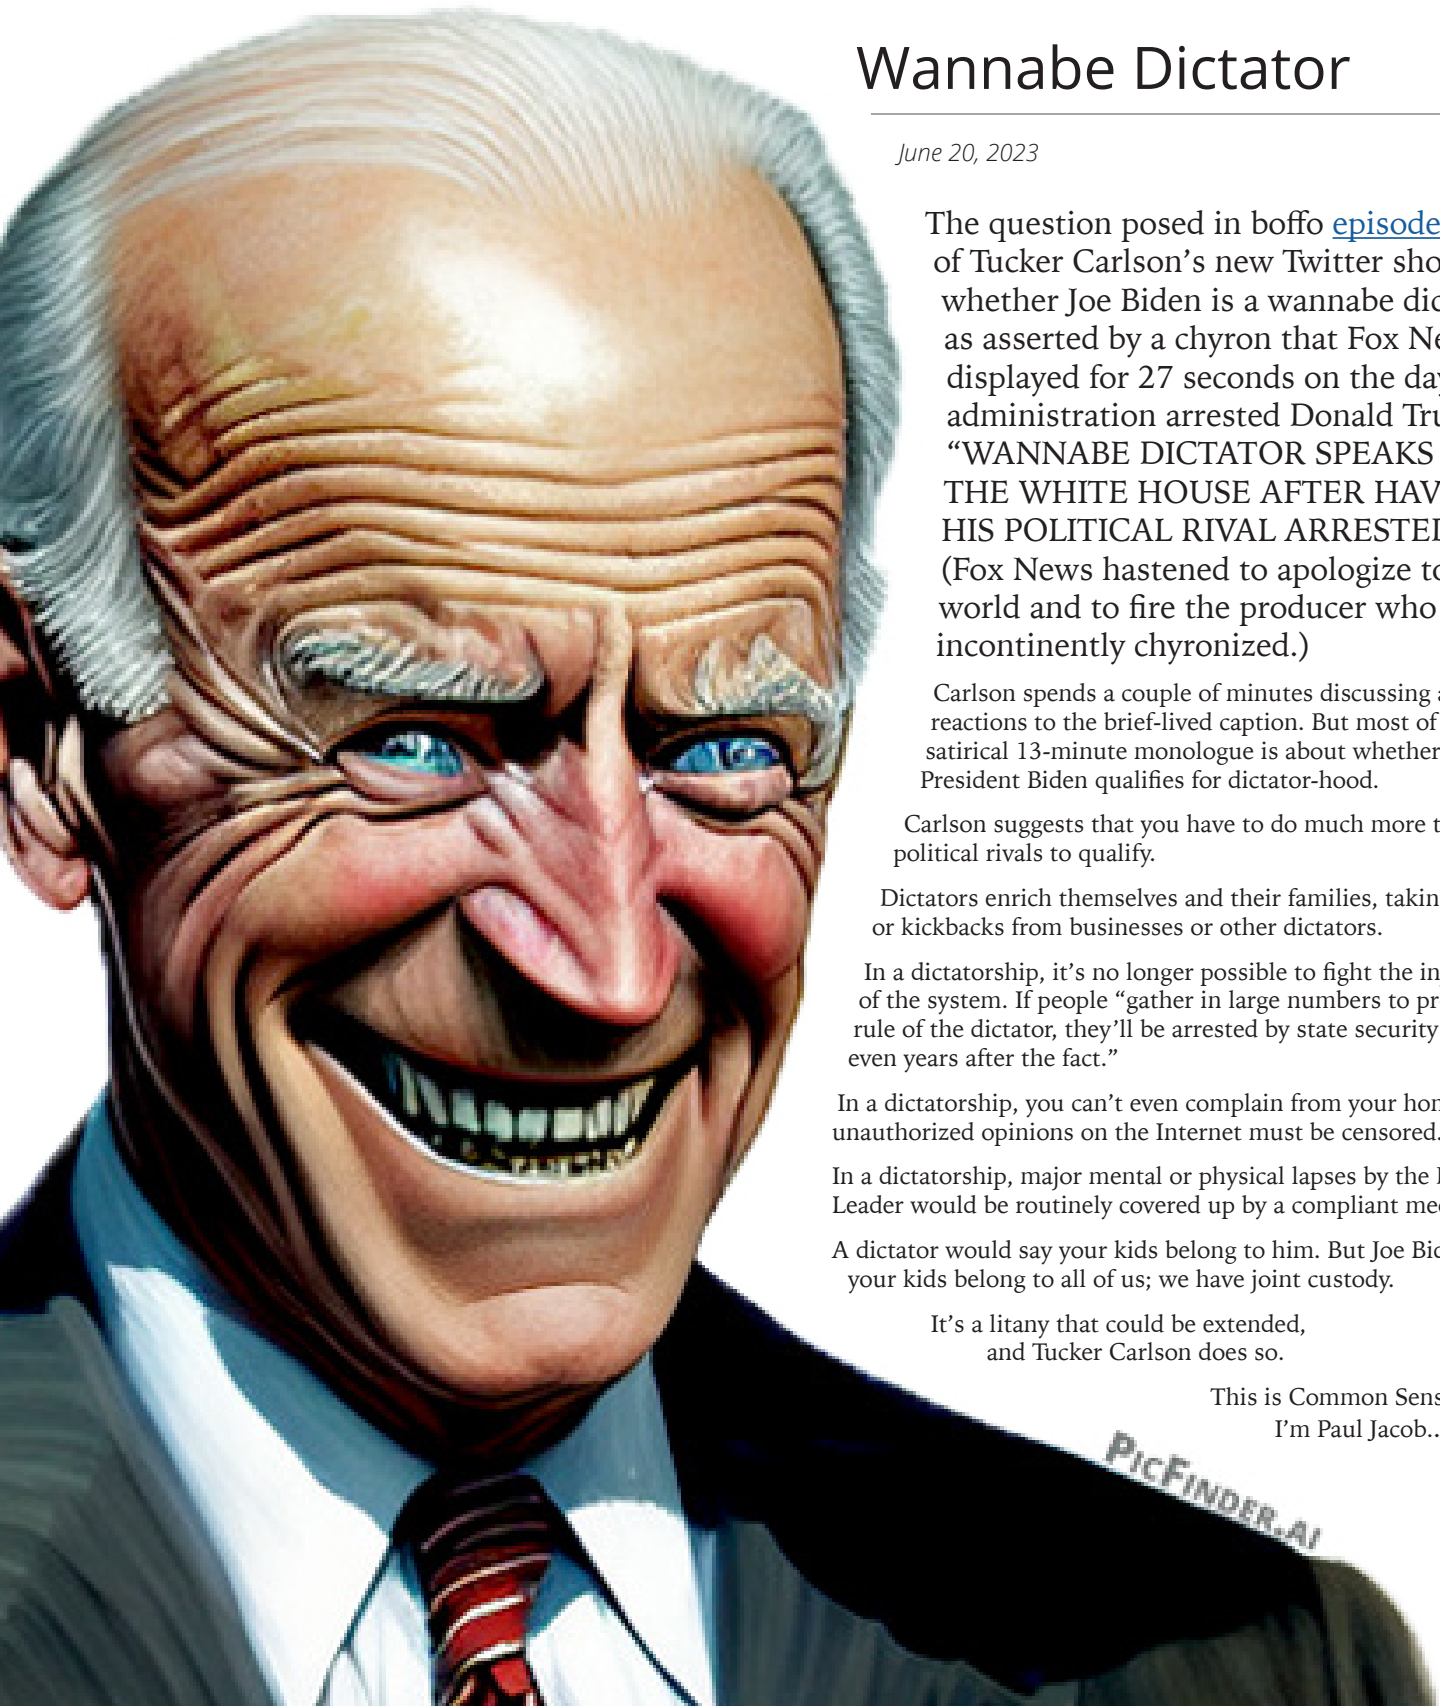 Wannabe Dictator
June 20, 2023
The question posed in boffo episode
of Tucker Carlson’s new Twitter sho
whether Joe Biden is a wannabe dic
as asserted by a chyron that Fox Ne
displayed for 27 seconds on the day
administration arrested Donald Tru
“WANNABE DICTATOR SPEAKS
THE WHITE HOUSE AFTER HAV
HIS POLITICAL RIVAL ARRESTED
(Fox News hastened to apologize to
world and to fire the producer who
incontinently chyronized.)
Carlson spends a couple of minutes discussing a
reactions to the brief-lived caption. But most of
satirical 13-minute monologue is about whether
President Biden qualifies for dictator-hood.
Carlson suggests that you have to do much more t
political rivals to qualify.
Dictators enrich themselves and their families, takin
or kickbacks from businesses or other dictators.
In a dictatorship, it’s no longer possible to fight the inj
of the system. If people “gather in large numbers to pr
rule of the dictator, they’ll be arrested by state security
even years after the fact.”
In a dictatorship, you can’t even complain from your hom
unauthorized opinions on the Internet must be censored.
In a dictatorship, major mental or physical lapses by the
Leader would be routinely covered up by a compliant med
A dictator would say your kids belong to him. But Joe Bid
your kids belong to all of us; we have joint custody.
It’s a litany that could be extended,
and Tucker Carlson does so.
This is Common Sens
I’m Paul Jacob..
PicFinder.ai